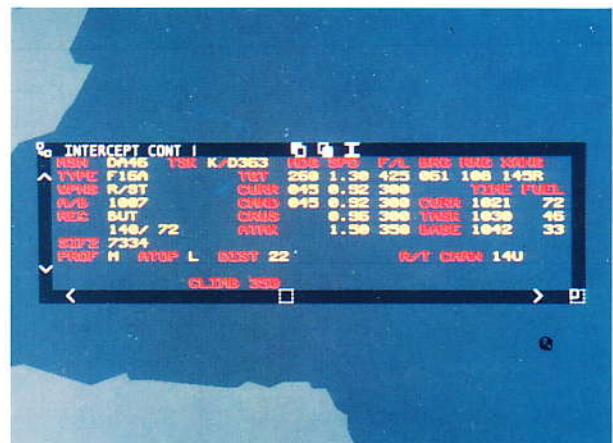 INTERCEPT CONT 1
MSN DA46 TSK K/D363 HDG SPD F/L BRG RNG XANG
TYPE F16A TGT 260 1.30 425 061 108 145R
WPNS R/ST CURR 045 0.92 300 TIME FUEL
A/B 1007 CMND 045 0.92 300 CURR 1021 72
REC BUT CRUS 0.96 300 TASK 1030 46
140/ 72 ATAK 1.50 350 BASE 1042 33
SIF2 7334
PROF M ATOP L DIST 22 R/T CHAN 14U
CLIMB 350